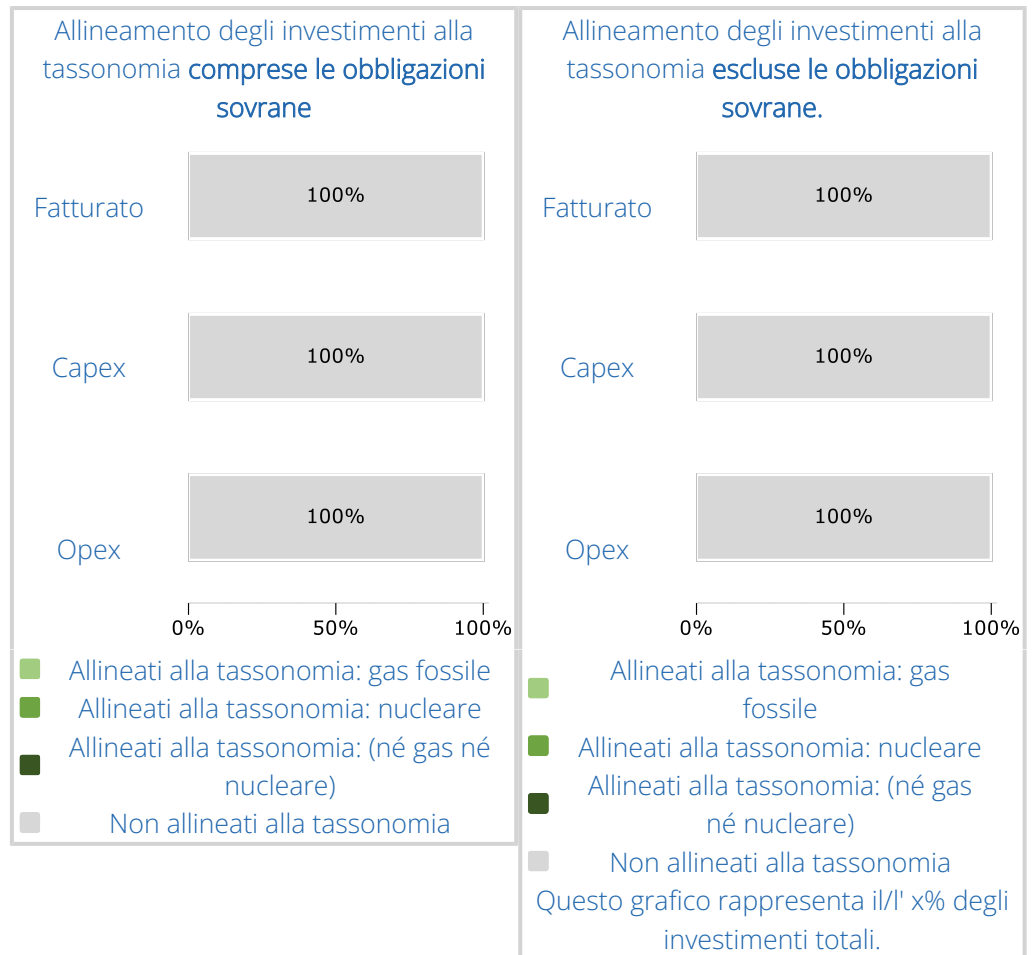 Allineamento degli investimenti alla
tassonomia comprese le obbligazioni
sovrane
Fatturato
100%
Capex
100%
Opex
100%
0% 50% 100%
Allineati alla tassonomia: gas fossile
Allineati alla tassonomia: nucleare
Allineati alla tassonomia: (né gas né
nucleare)
Non allineati alla tassonomia
Allineamento degli investimenti alla
tassonomia escluse le obbligazioni
sovrane.
Fatturato
100%
Capex
100%
Opex
100%
0% 50% 100%
Allineati alla tassonomia: gas
fossile
Allineati alla tassonomia: nucleare
Allineati alla tassonomia: (né gas
né nucleare)
Non allineati alla tassonomia
Questo grafico rappresenta il/l' x% degli
investimenti totali.